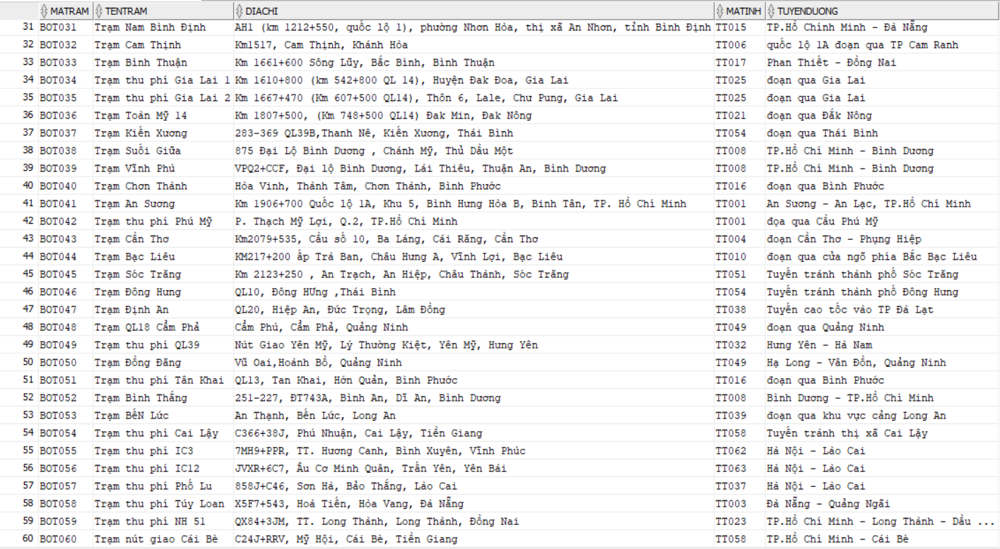 MATRAM TENTRAM DIACHI MATINH TUYENDUONG
31 BOT031 Trạm Nam Bình Định AH1 (km 1212+550, quốc lộ 1), phường Nhơn Hòa, thị xã An Nhơn, tỉnh Bình Định TT015 TP.Hồ Chính Minh - Đà Nẵng
32 BOT032 Trạm Cam Thịnh Km1517, Cam Thịnh, Khánh Hòa TT006 quốc lộ 1A đoạn qua TP Cam Ranh
33 BOT033 Trạm Bình Thuận Km 1661+600 Sông Lũy, Bắc Bình, Bình Thuận TT017 Phan Thiết - Đồng Nai
34 BOT034 Trạm thu phí Gia Lai 1 Km 1610+800 (km 542+800 QL 14), Huyện Đak Đoa, Gia Lai TT025 đoạn qua Gia Lai
35 BOT035 Trạm thu phí Gia Lai 2 Km 1667+470 (Km 607+500 QL14), Thôn 6, Lale, Chư Pung, Gia Lai TT025 đoạn qua Gia Lai
36 BOT036 Trạm Toàn Mỹ 14 Km 1807+500, (Km 748+500 QL14) Đak Min, Đak Nông TT021 đoạn qua Đắk Nông
37 BOT037 Trạm Kiến Xương 283-369 QL39B,Thanh Nê, Kiến Xương, Thái Bình TT054 đoạn qua Thái Bình
38 BOT038 Trạm Suối Giữa 875 Đại Lộ Bình Dương , Chánh Mỹ, Thủ Dầu Một TT008 TP.Hồ Chí Minh - Bình Dương
39 BOT039 Trạm Vĩnh Phú VPQ2+CCF, Đại lộ Bình Dương, Lái Thiêu, Thuận An, Bình Dương TT008 TP.Hồ Chí Minh - Bình Dương
40 BOT040 Trạm Chơn Thành Hòa Vinh, Thành Tâm, Chơn Thành, Bình Phước TT016 đoạn qua Bình Phước
41 BOT041 Trạm An Sương Km 1906+700 Quốc lộ 1A, Khu 5, Bình Hưng Hòa B, Bình Tân, TP. Hồ Chí Minh TT001 An Sương - An Lạc, TP.Hồ Chí Minh
42 BOT042 Trạm thu phí Phú Mỹ P. Thạch Mỹ Lợi, Q.2, TP.Hồ Chí Minh TT001 đọa qua Cầu Phú Mỹ
43 BOT043 Trạm Cần Thơ Km2079+535, Cầu số 10, Ba Láng, Cái Răng, Cần Thơ TT004 đoạn Cần Thơ - Phụng Hiệp
44 BOT044 Trạm Bạc Liêu KM217+200 ấp Trà Ban, Châu Hưng A, Vĩnh Lợi, Bạc Liêu TT010 đoạn qua cửa ngõ phía Bắc Bạc Liêu
45 BOT045 Trạm Sóc Trăng Km 2123+250 , An Trạch, An Hiệp, Châu Thành, Sóc Trăng TT051 Tuyến tránh thành phố Sóc Trăng
46 BOT046 Trạm Đông Hưng QL10, Đông HƯng ,Thái Bình TT054 Tuyến tránh thành phố Đông Hưng
47 BOT047 Trạm Định An QL20, Hiệp An, Đức Trọng, Lâm Đồng TT038 Tuyến cao tốc vào TP Đà Lạt
48 BOT048 Trạm QL18 Cẩm Phả Cẩm Phú, Cẩm Phả, Quảng Ninh TT049 đoạn qua Quảng Ninh
49 BOT049 Trạm thu phí QL39 Nút Giao Yên Mỹ, Lý Thường Kiệt, Yên Mỹ, Hưng Yên TT032 Hưng Yên - Hà Nam
50 BOT050 Trạm Đồng Đăng Vũ Oai,Hoành Bồ, Quảng Ninh TT049 Hạ Long - Vân Đồn, Quảng Ninh
51 BOT051 Trạm thu phí Tân Khai QL13, Tan Khai, Hớn Quản, Bình Phước TT016 đoạn qua Bình Phước
52 BOT052 Trạm Bình Thắng 251-227, ĐT743A, Bình An, Dĩ An, Bình Dương TT008 Bình Dương - TP.Hồ Chí Minh
53 BOT053 Trạm BếN Lức An Thạnh, Bến Lức, Long An TT039 đoạn qua khu vực cảng Long An
54 BOT054 Trạm thu phí Cai Lậy C366+38J, Phú Nhuận, Cai Lậy, Tiền Giang TT058 Tuyến tránh thị xã Cai Lậy
55 BOT055 Trạm thu phí IC3 7MH9+PPR, TT. Hương Canh, Bình Xuyên, Vĩnh Phúc TT062 Hà Nội - Lào Cai
56 BOT056 Trạm thu phí IC12 JVXR+6C7, Âu Cơ Minh Quân, Trấn Yên, Yên Bái TT063 Hà Nội - Lào Cai
57 BOT057 Trạm thu phí Phố Lu 858J+C46, Sơn Hà, Bảo Thắng, Lào Cai TT037 Hà Nội - Lào Cai
58 BOT058 Trạm thu phí Túy Loan X5F7+543, Hoà Tiến, Hòa Vang, Đà Nẵng TT003 Đà Nẵng - Quảng Ngãi
59 BOT059 Trạm thu phí NH 51 QX84+3JM, TT. Long Thành, Long Thành, Đồng Nai TT023 TP.Hồ Chí Minh - Long Thành - Dầu ...
60 BOT060 Trạm nút giao Cái Bè C24J+RRV, Mỹ Hội, Cái Bè, Tiền Giang TT058 TP.Hồ Chí Minh - Cái Bè